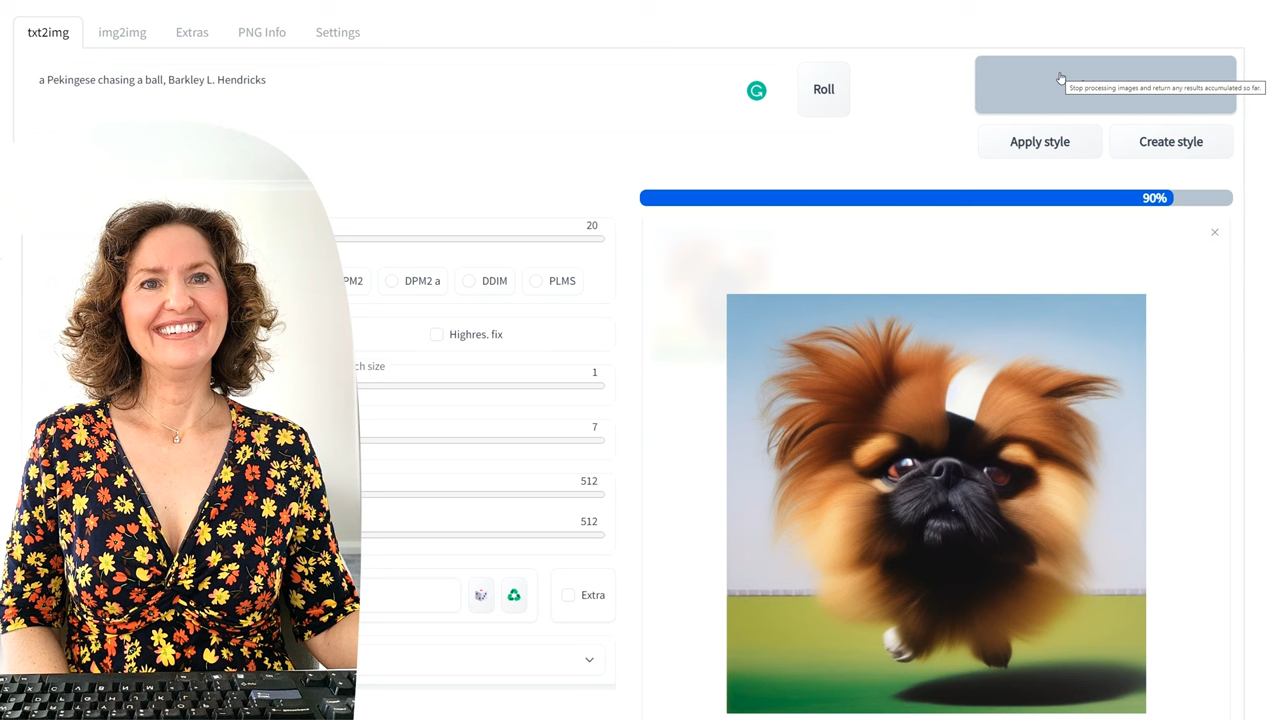 txt2img img2img Extras PNG Info Settings
a Pekingese chasing a ball, Barkley L. Hendricks
Roll
Stop processing images and return any results accumulated so far.
Apply style Create style
90%
20
PM2 DPM2 a DDIM PLMS
Highres. fix
ch size
1
7
512
512
Extra